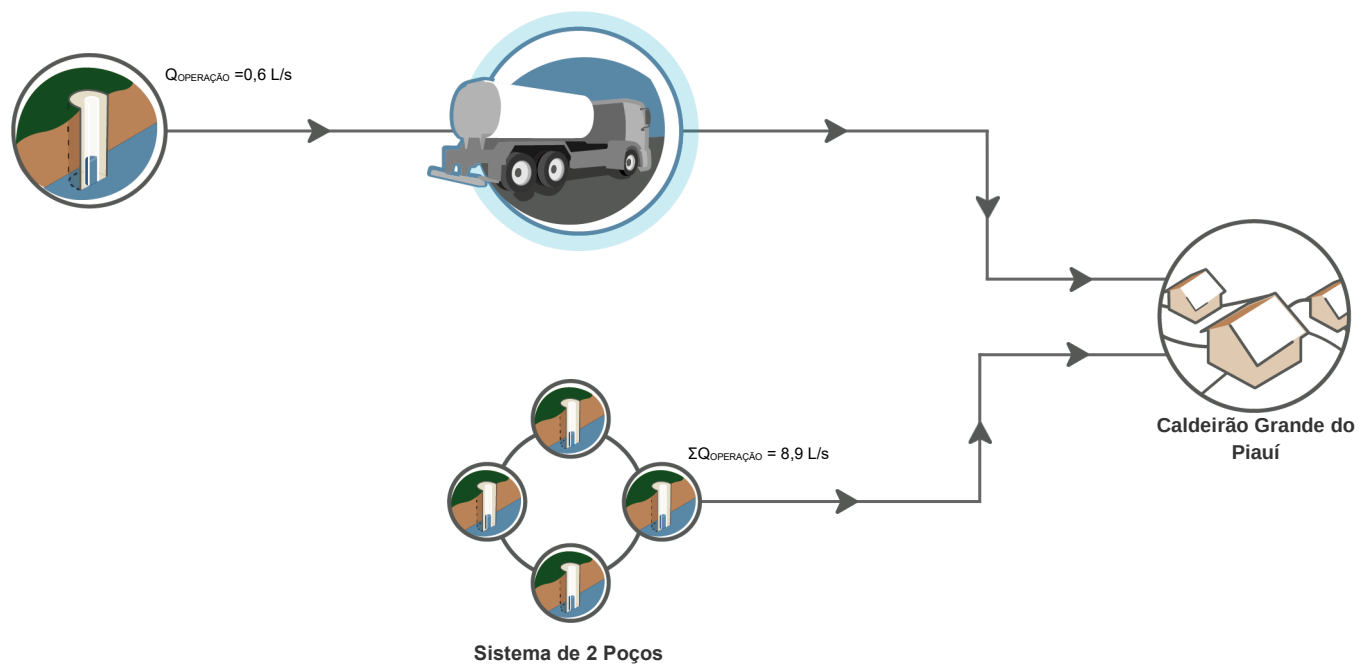 QOPERAÇÃO =0,6 L/s
ΣQOPERAÇÃO = 8,9 L/s
Caldeirão Grande do
Piauí
Sistema de 2 Poços